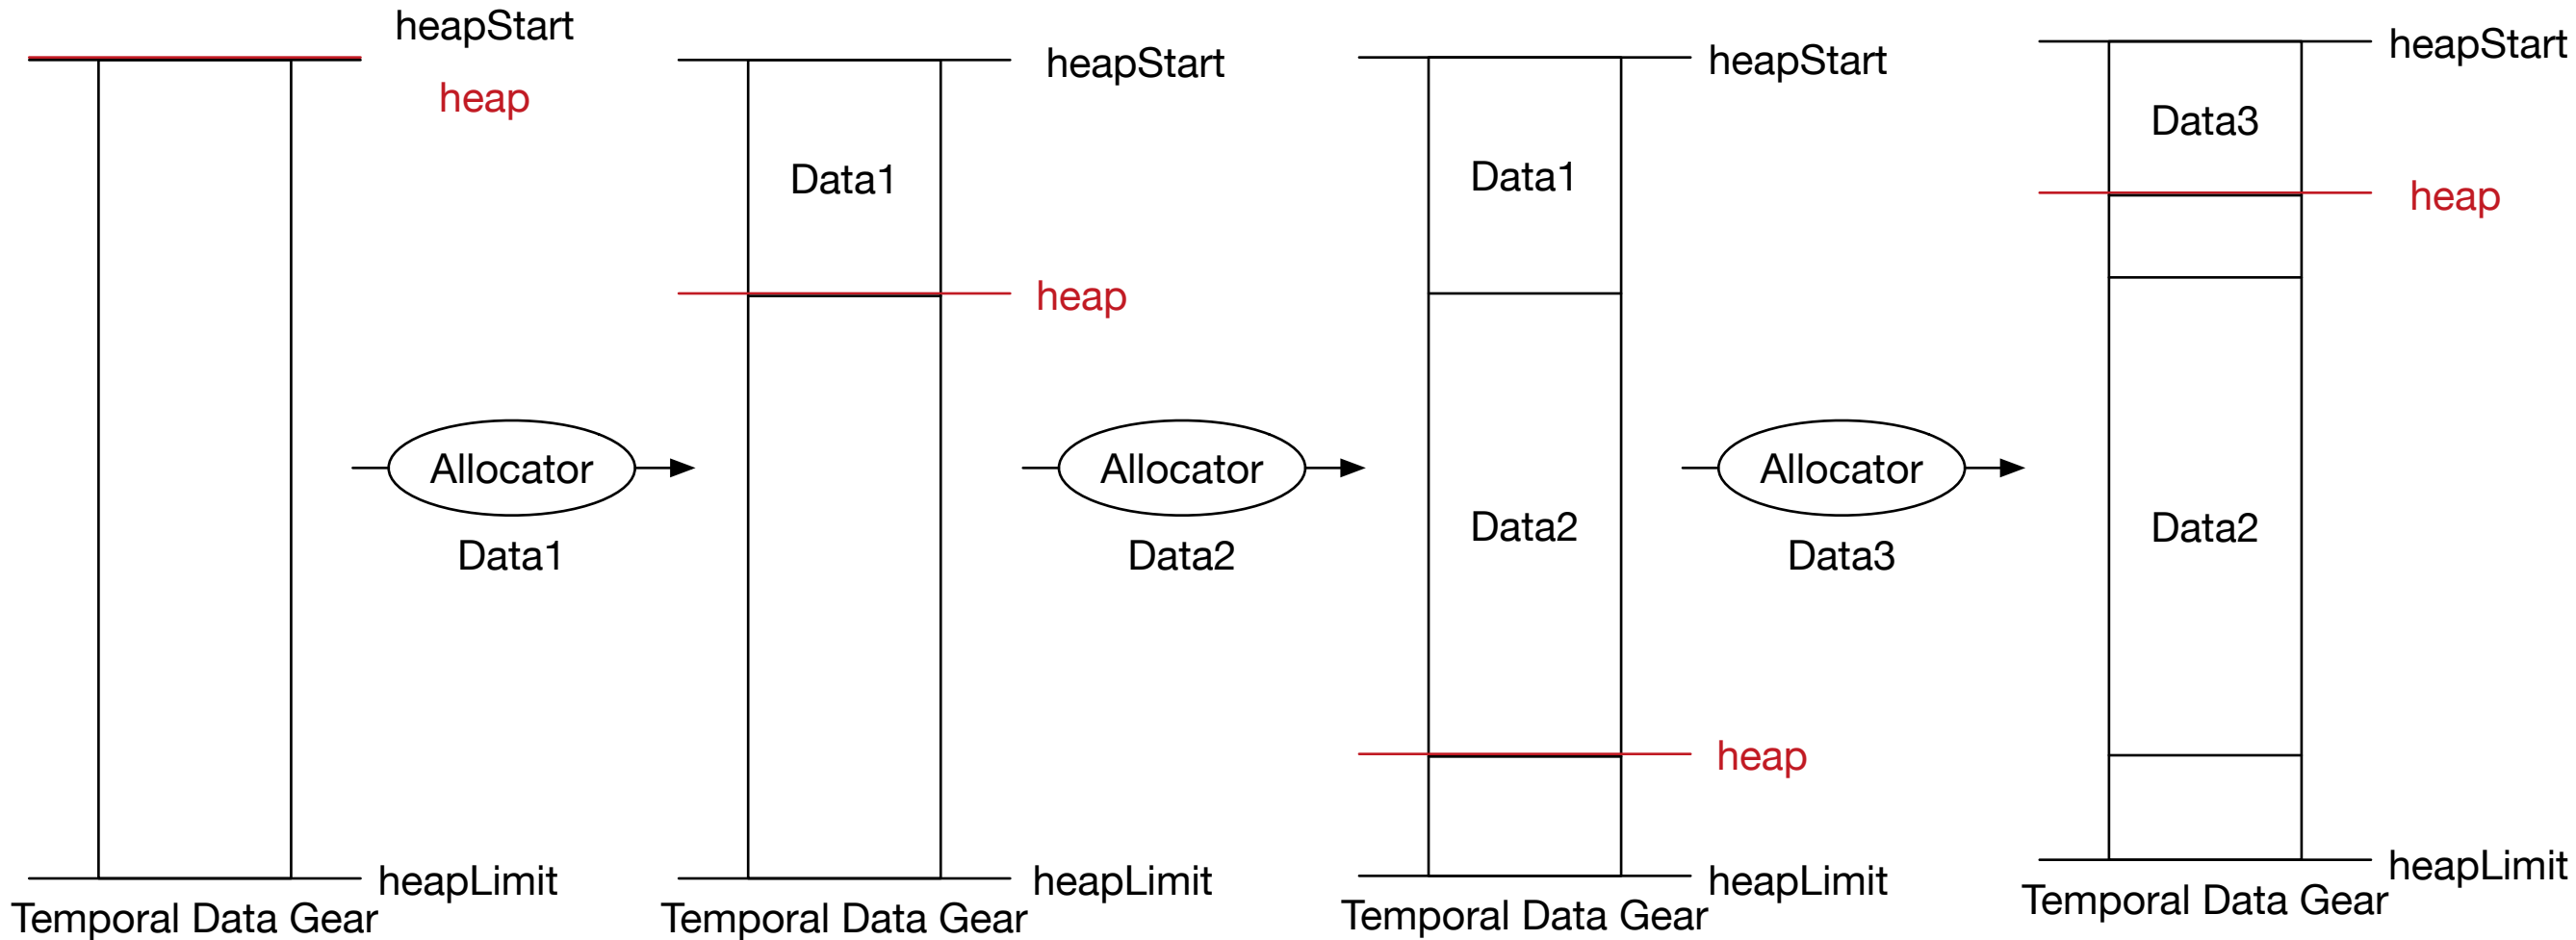 heapStart
heap
heapLimit
Temporal Data Gear
Allocator
Data1
heapStart
Data1
heap
heapLimit
Temporal Data Gear
Allocator
Data2
heapStart
Data1
Data2
heap
heapLimit
Temporal Data Gear
Allocator
Data3
heapStart
Data3
heap
Data2
heapLimit
Temporal Data Gear